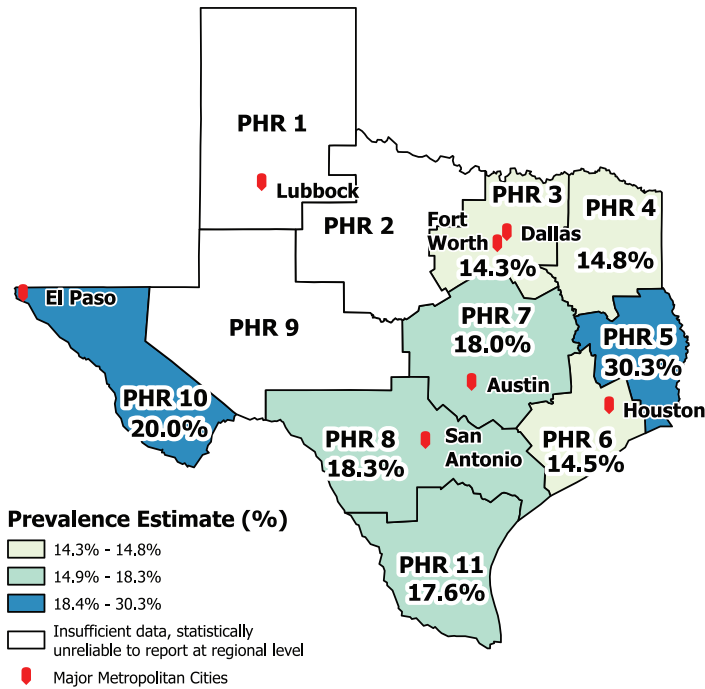 PHR 1
Lubbock
PHR 2
PHR 3
Fort
Worth
Dallas
14.3%
PHR 4
14.8%
El Paso
PHR 9
PHR 7
18.0%
Austin
PHR 5
30.3%
PHR 10
20.0%
PHR 8
18.3%
San
Antonio
Houston
PHR 6
14.5%
PHR 11
17.6%
Prevalence Estimate (%)
14.3% - 14.8%
14.9% - 18.3%
18.4% - 30.3%
Insufficient data, statistically
unreliable to report at regional level
Major Metropolitan Cities